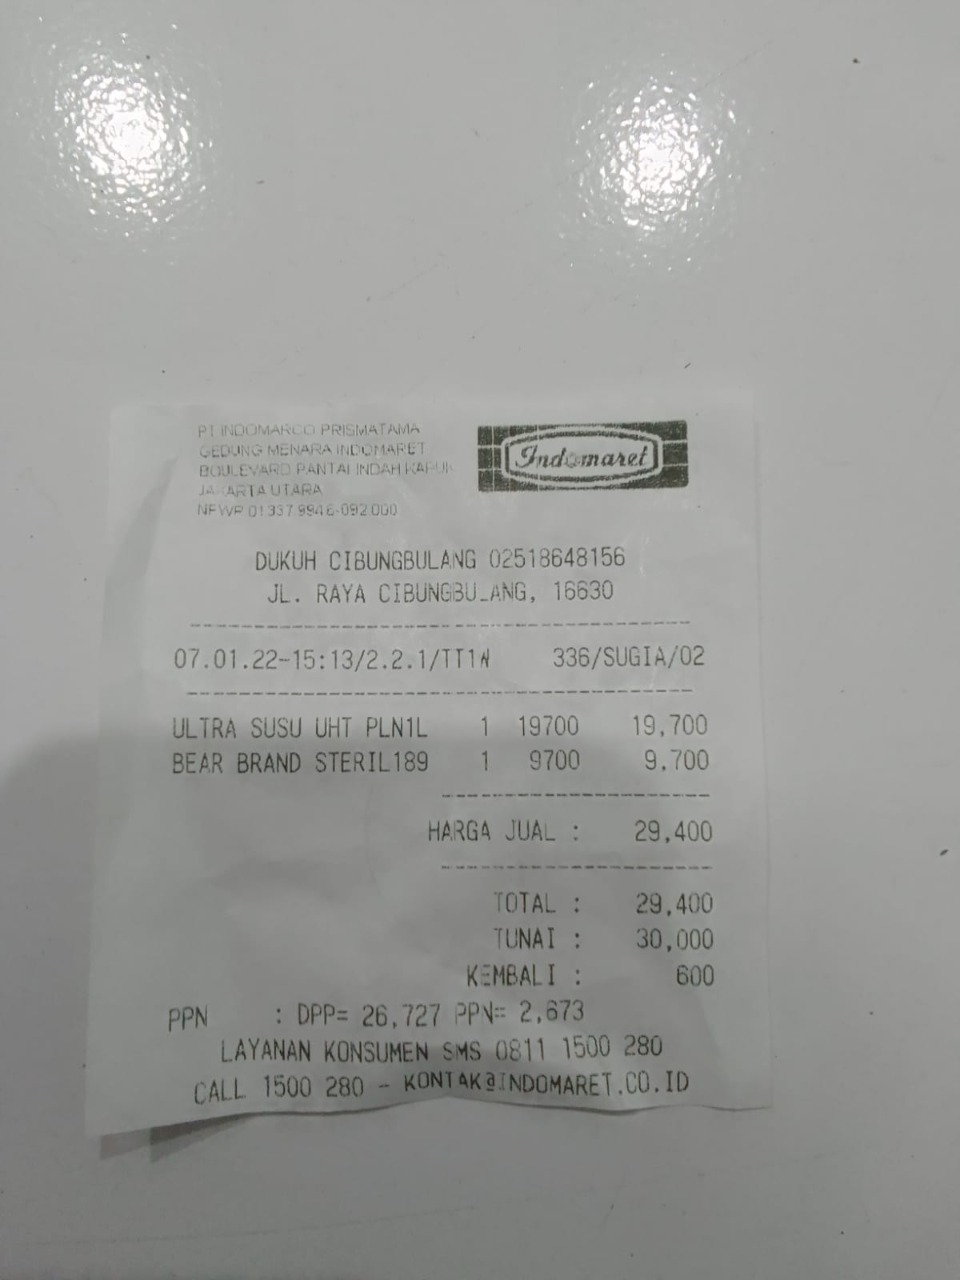 PT INDOMARCO PRISMATAMA
GEDUNG MENARA INDOMARET
BOULEVARD PANTAI INDAH KAPUK
JAKARTA UTARA
NPWP 01.337.994.6-092.000
Indomaret
DUKUH CIBUNGBULANG 02518648156
JL. RAYA CIBUNGBULANG, 16630
07.01.22-15:13/2.2.1/TT1W 336/SUGIA/02
ULTRA SUSU UHT PLN1L 1 19700 19,700
BEAR BRAND STERIL189 1 9700 9,700
HARGA JUAL : 29,400
TOTAL : 29,400
TUNAI : 30,000
KEMBALI : 600
PPN : DPP= 26,727 PPN= 2,673
LAYANAN KONSUMEN SMS 0811 1500 280
CALL 1500 280 - KONTAK@INDOMARET.CO.ID